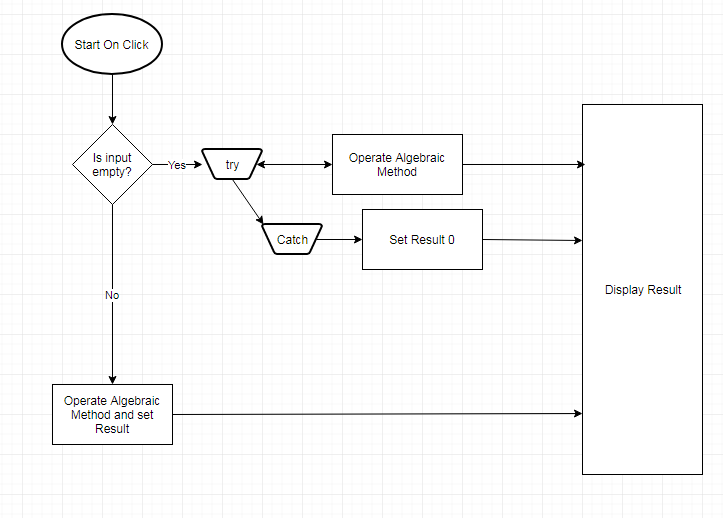 Start On Click
Is input
empty?
Yes
try
Operate Algebraic
Method
Catch
Set Result 0
Display Result
No
Operate Algebraic
Method and set
Result